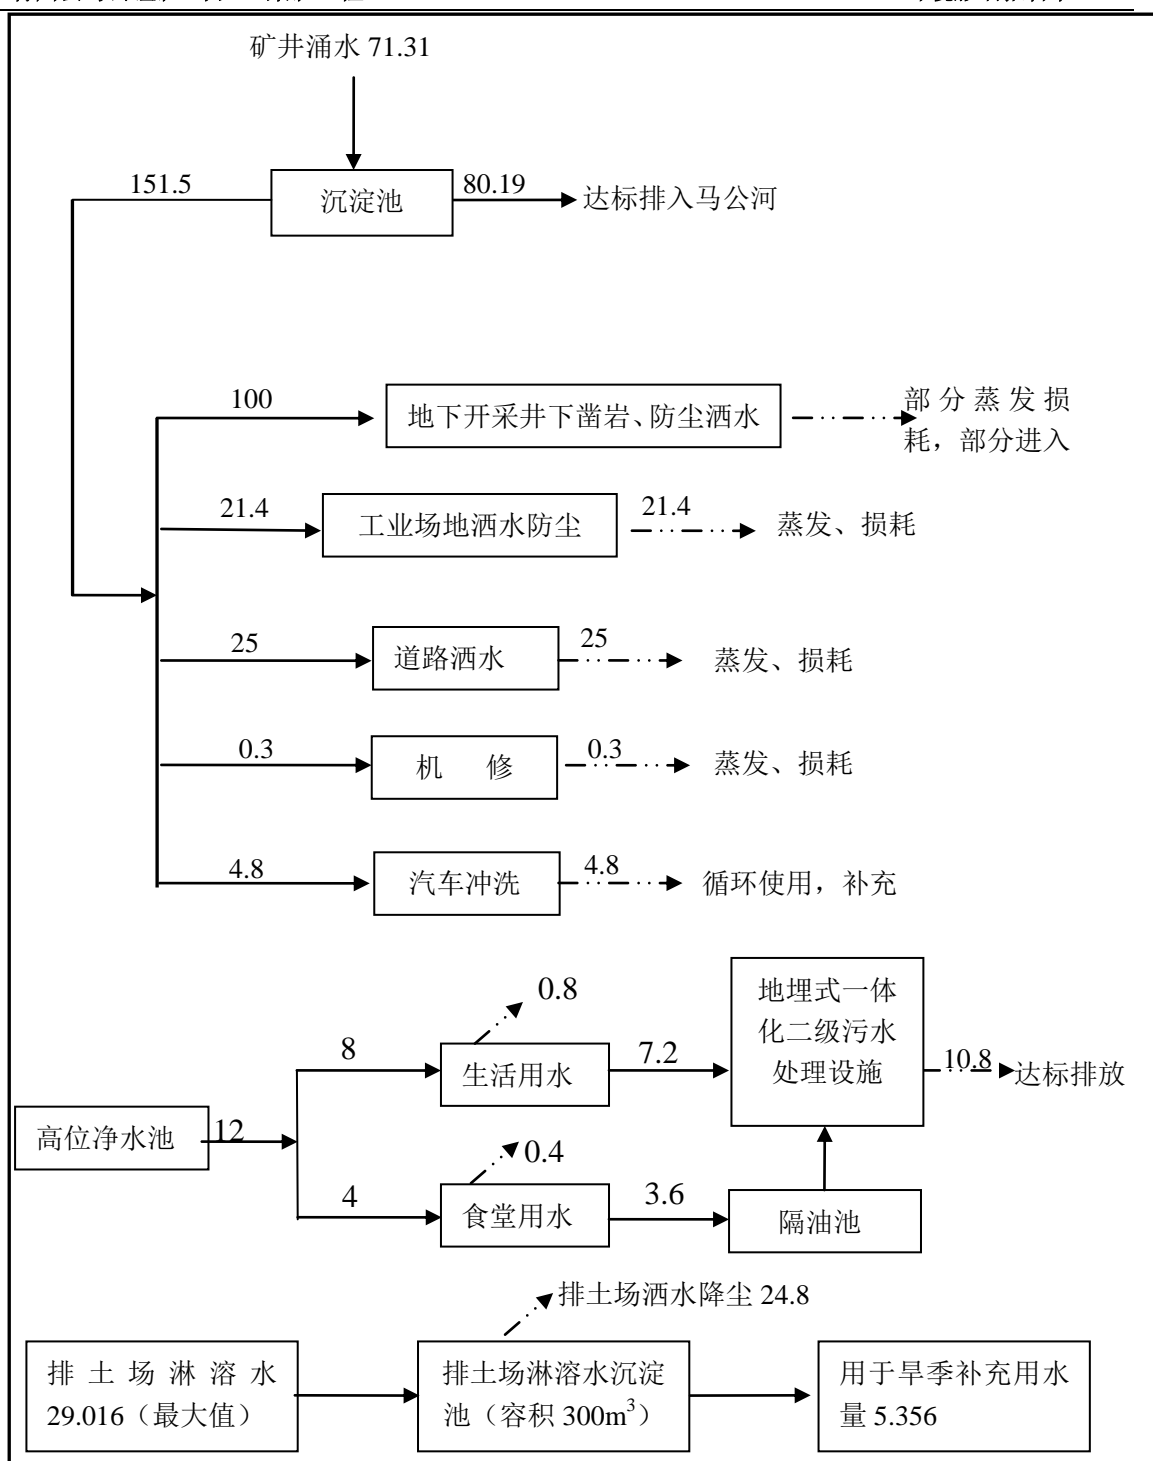 矿井涌水 71.31
151.5
沉淀池
80.19
达标排入马公河
100
地下开采井下凿岩、防尘洒水
部分蒸发损
耗，部分进入
21.4
工业场地洒水防尘
21.4
蒸发、损耗
25
道路洒水
25
蒸发、损耗
0.3
机 修
0.3
蒸发、损耗
4.8
汽车冲洗
4.8
循环使用，补充
0.8
8
生活用水
7.2
地埋式一体
化二级污水
处理设施
10.8
达标排放
高位净水池
12
0.4
4
食堂用水
3.6
隔油池
排土场洒水降尘 24.8
排土场淋溶水
29.016（最大值）
排土场淋溶水沉淀
池（容积 300m³）
用于旱季补充用水
量 5.356